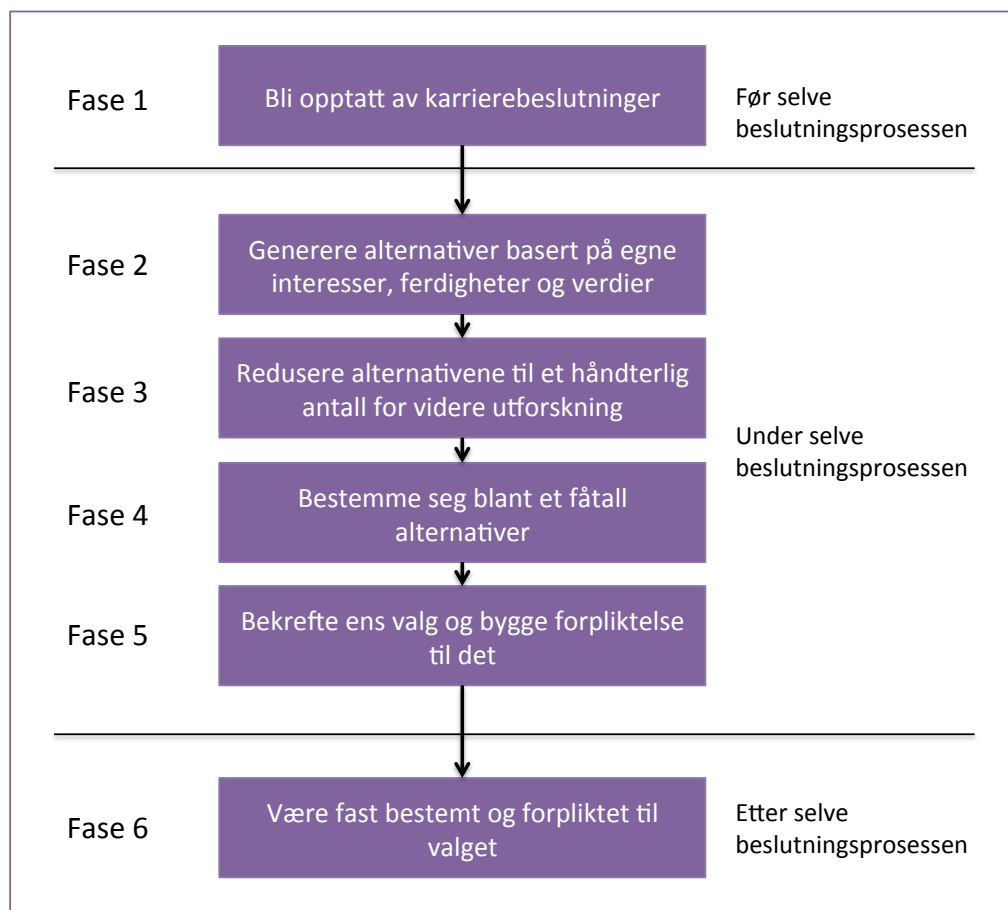 Fase 1
Bli opptatt av karrierebeslutninger
Før selve
beslutningsprosessen
Fase 2
Generere alternativer basert på egne
interesser, ferdigheter og verdier
Fase 3
Redusere alternativene til et håndterlig
antall for videre utforskning
Under selve
beslutningsprosessen
Fase 4
Bestemme seg blant et fåtall
alternativer
Fase 5
Bekrefte ens valg og bygge forpliktelse
til det
Fase 6
Være fast bestemt og forpliktet til
valget
Etter selve
beslutningsprosessen